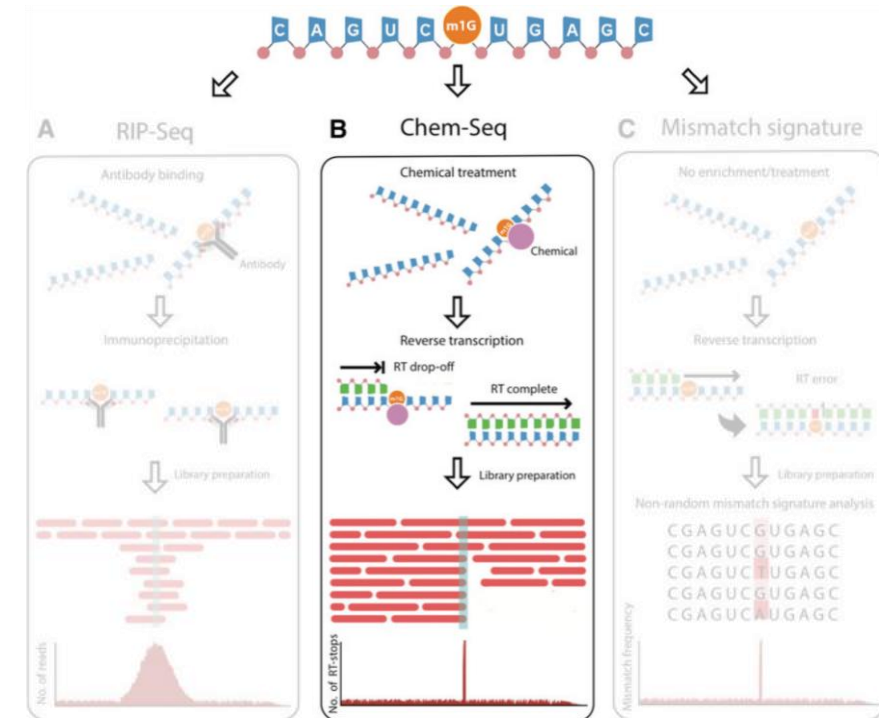 C A G U C m1G U G A G C
A RIP-Seq
Antibody binding
Antibody
Immunoprecipitation
Library preparation
No. of reads
B Chem-Seq
Chemical treatment
m1G
Chemical
Reverse transcription
RT drop-off
m1G
RT complete
Library preparation
No. of RT-stops
C Mismatch signature
No enrichment/treatment
Reverse transcription
RT error
Library preparation
Non-random mismatch signature analysis
CGAGUCGUGAGC
CGAGUCGUGAGC
CGAGUCTUGAGC
CGAGUCGUGAGC
CGAGUCAUGAGC
Mismatch frequency